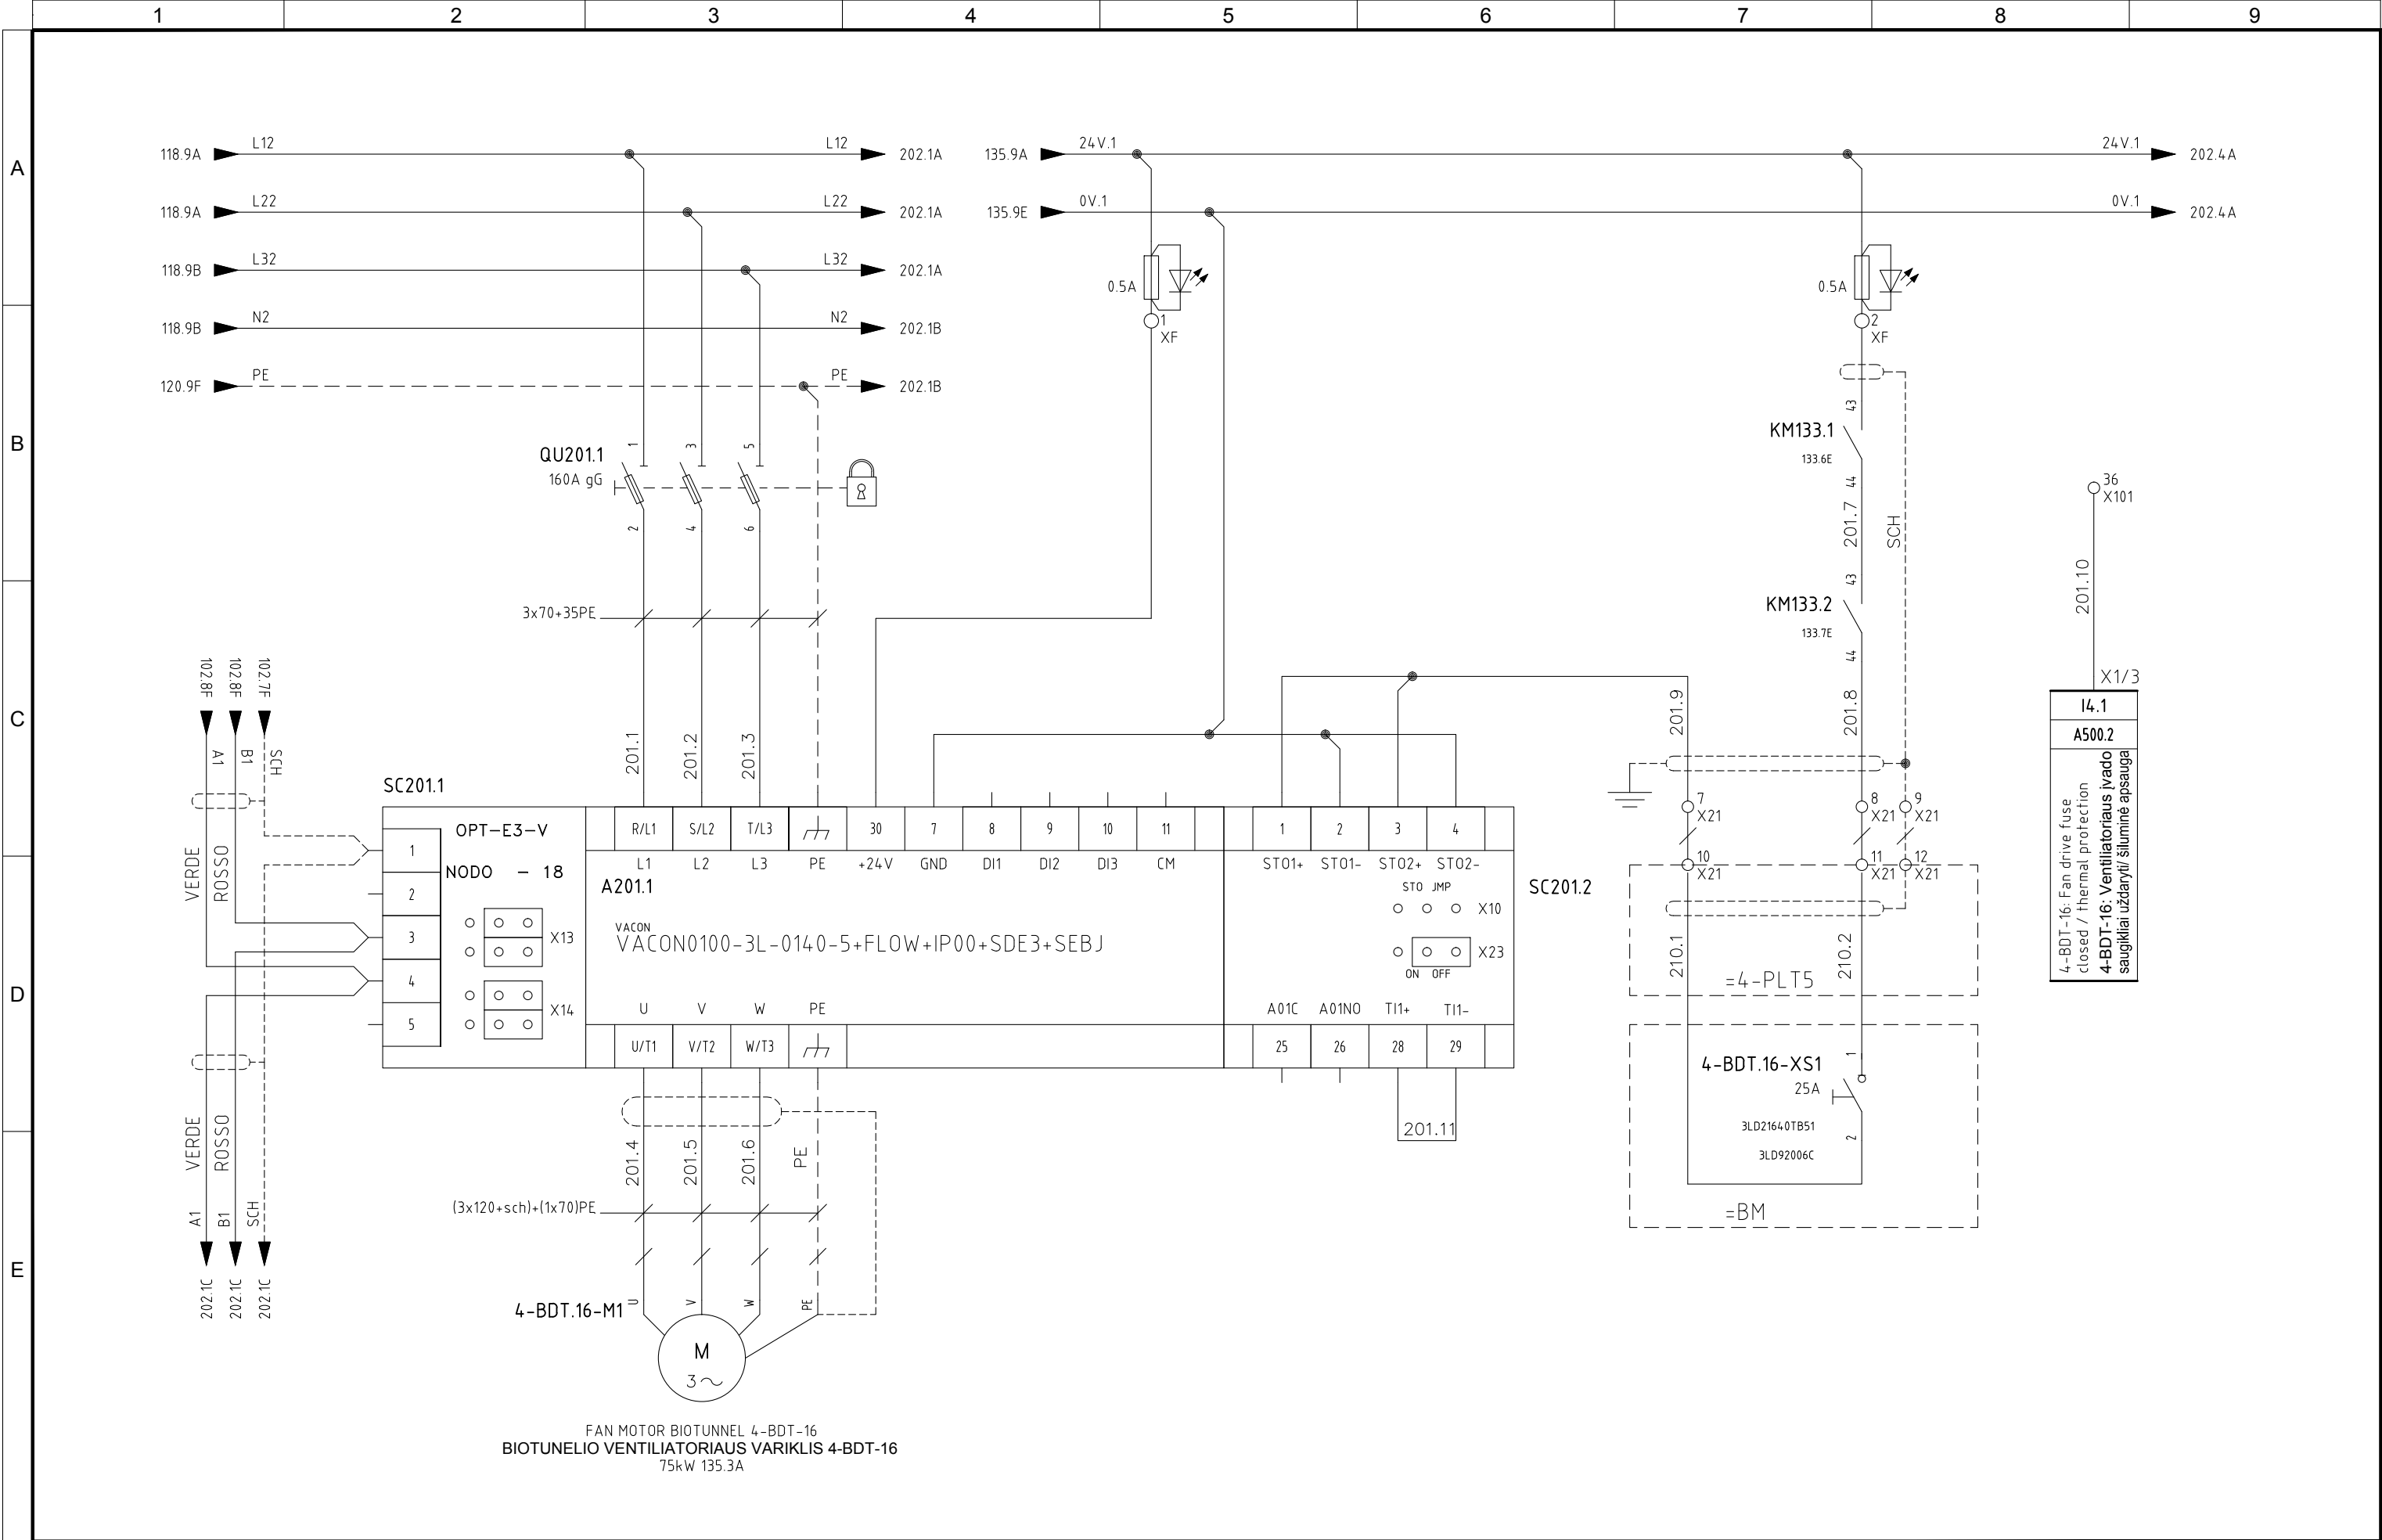 1 2 3 4 5 6 7 8 9
A
B
C
D
E
118.9A L12 L12 202.1A
118.9A L22 L22 202.1A
118.9B L32 L32 202.1A
118.9B N2 N2 202.1B
120.9F PE PE 202.1B
135.9A 24V.1 24V.1 202.4A
135.9E 0V.1 0V.1 202.4A
0.5A
1
XF
0.5A
2
XF
QU201.1
160A gG
1 3 5
2 4 6
3x70+35PE
201.1 201.2 201.3
43
KM133.1
133.6E
44
201.7
SCH
43
KM133.2
133.7E
44
201.9
201.8
36
X101
201.10
X1/3
I4.1
A500.2
4-BDT-16: Fan drive fuse
closed / thermal protection
4-BDT-16: Ventiliatoriaus įvado
saugikliai uždaryti/ šiluminė apsauga
102.8F 102.8F 102.7F
A1 B1 SCH
VERDE ROSSO
SC201.1
OPT-E3-V
NODO - 18
1
2
3
4
5
X13
X14
R/L1 S/L2 T/L3 30 7 8 9 10 11 1 2 3 4
L1 L2 L3 PE +24V GND DI1 DI2 DI3 CM STO1+ STO1- STO2+ STO2-
A201.1
SC201.2
STO JMP
X10
X23
ON OFF
VACON
VACON0100-3L-0140-5+FLOW+IP00+SDE3+SEBJ
U V W PE A01C A01NO TI1+ TI1-
U/T1 V/T2 W/T3 25 26 28 29
201.11
7
X21
8
X21
9
X21
10
X21
11
X21
12
X21
210.1 210.2
=4-PLT5
4-BDT.16-XS1
25A
1
2
3LD21640TB51
3LD92006C
=BM
VERDE ROSSO
A1 B1 SCH
202.1C 202.1C 202.1C
201.4 201.5 201.6 PE
(3x120+sch)+(1x70)PE
4-BDT.16-M1
U V W PE
M
3
FAN MOTOR BIOTUNNEL 4-BDT-16
BIOTUNELIO VENTILIATORIAUS VARIKLIS 4-BDT-16
75kW 135.3A